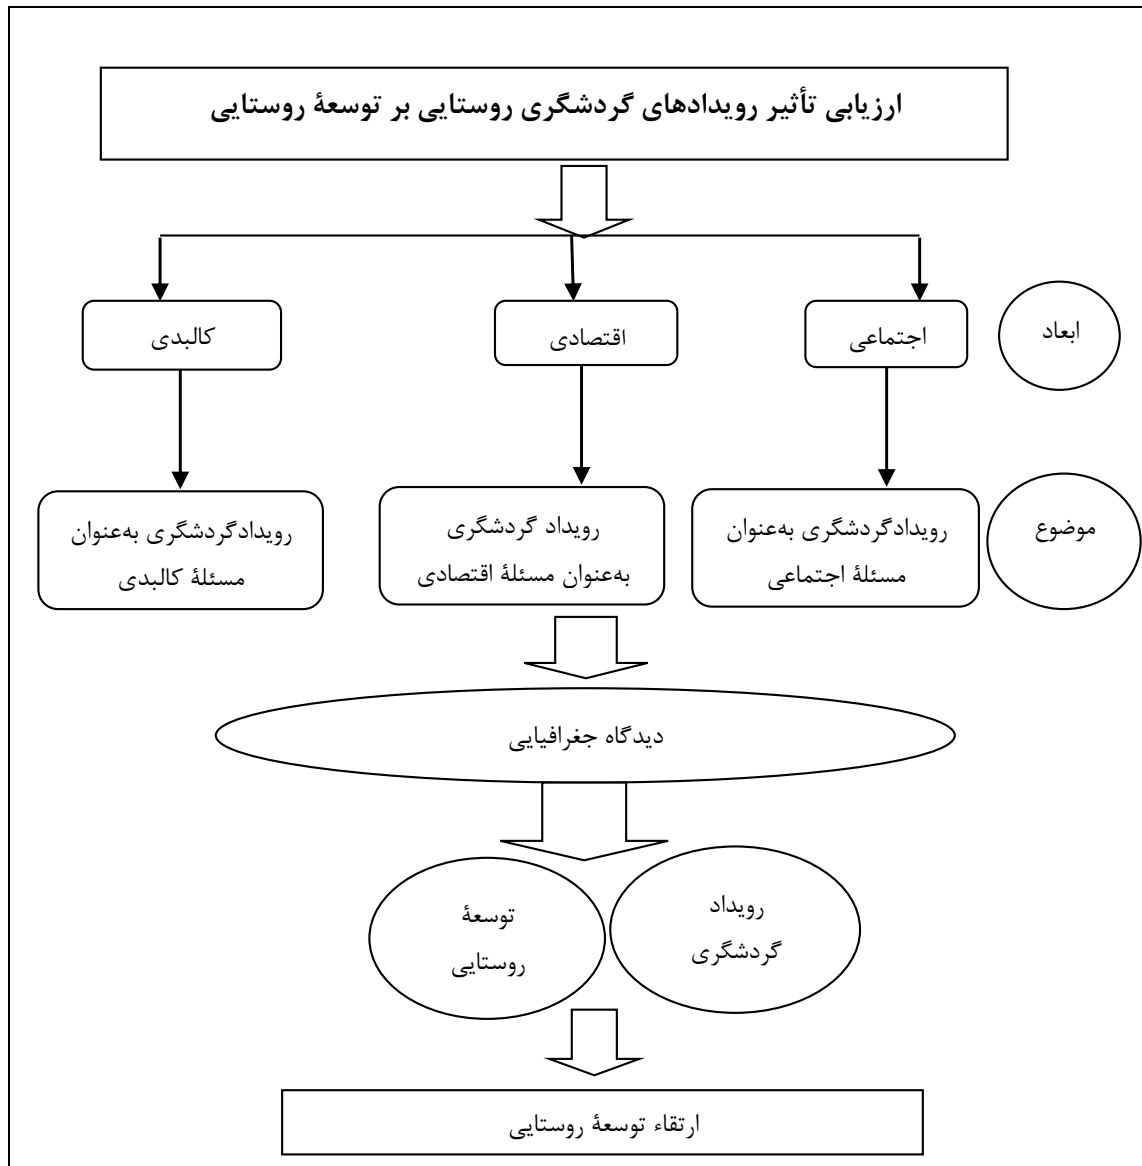 ارزیابی تأثیر رویدادهای گردشگری روستایی بر توسعهٔ روستایی
ابعاد
اجتماعی
اقتصادی
کالبدی
موضوع
رویدادگردشگری به‌عنوان
مسئلهٔ اجتماعی
رویداد گردشگری
به‌عنوان مسئلهٔ اقتصادی
رویدادگردشگری به‌عنوان
مسئلهٔ کالبدی
دیدگاه جغرافیایی
رویداد
گردشگری
توسعهٔ
روستایی
ارتقاء توسعهٔ روستایی